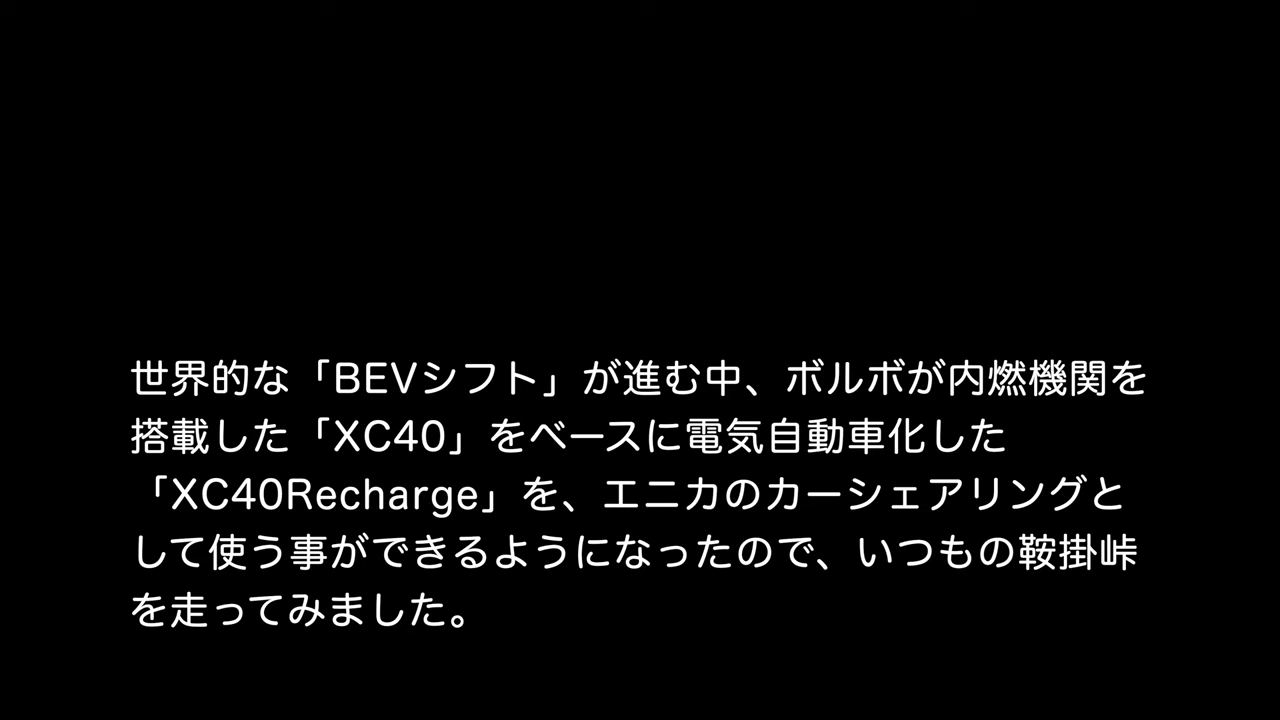 世界的な「BEVシフト」が進む中、ボルボが内燃機関を
搭載した「XC40」をベースに電気自動車化した
「XC40Recharge」を、エニカのカーシェアリングと
して使う事ができるようになったので、いつもの鞍掛峠
を走ってみました。